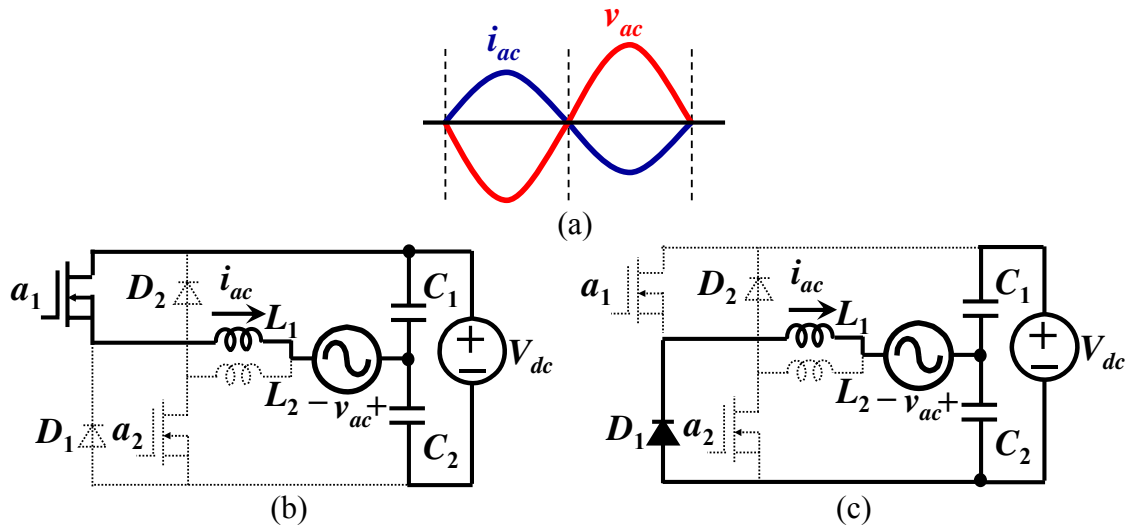 v_ac
i_ac
(a)
a_1
D_2
i_ac
L_1
C_1
+
−
V_dc
L_2
− v_ac +
D_1
a_2
C_2
(b)
a_1
D_2
i_ac
L_1
C_1
+
−
V_dc
L_2
− v_ac +
D_1
a_2
C_2
(c)